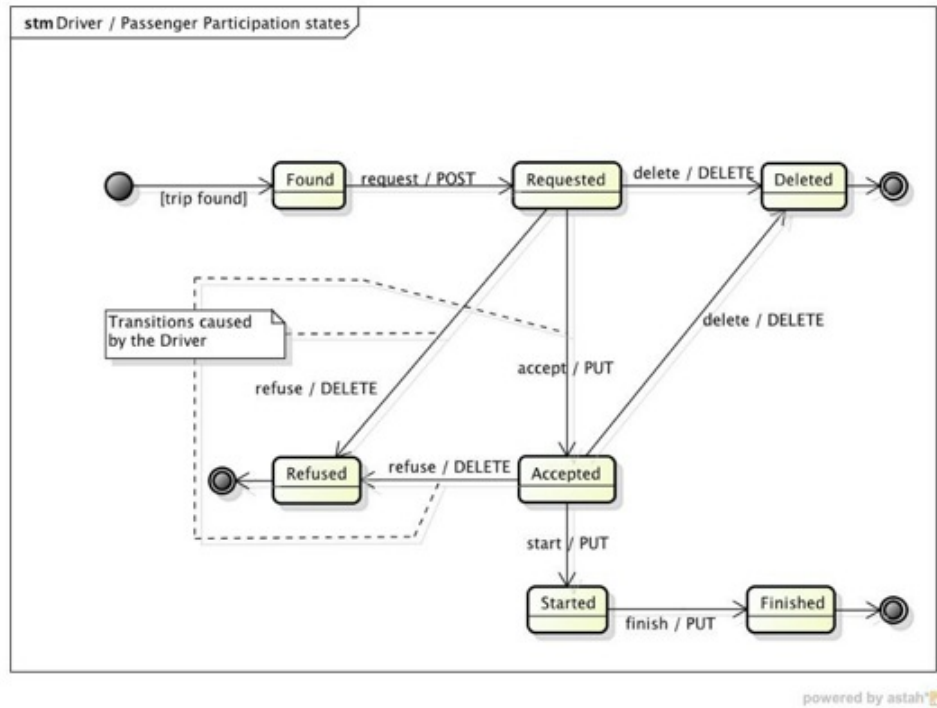 stm Driver / Passenger Participation states
Found
request / POST
Requested
delete / DELETE
Deleted
[trip found]
Transitions caused
by the Driver
delete / DELETE
accept / PUT
refuse / DELETE
Refused
refuse / DELETE
Accepted
start / PUT
Started
Finished
finish / PUT
powered by astah*